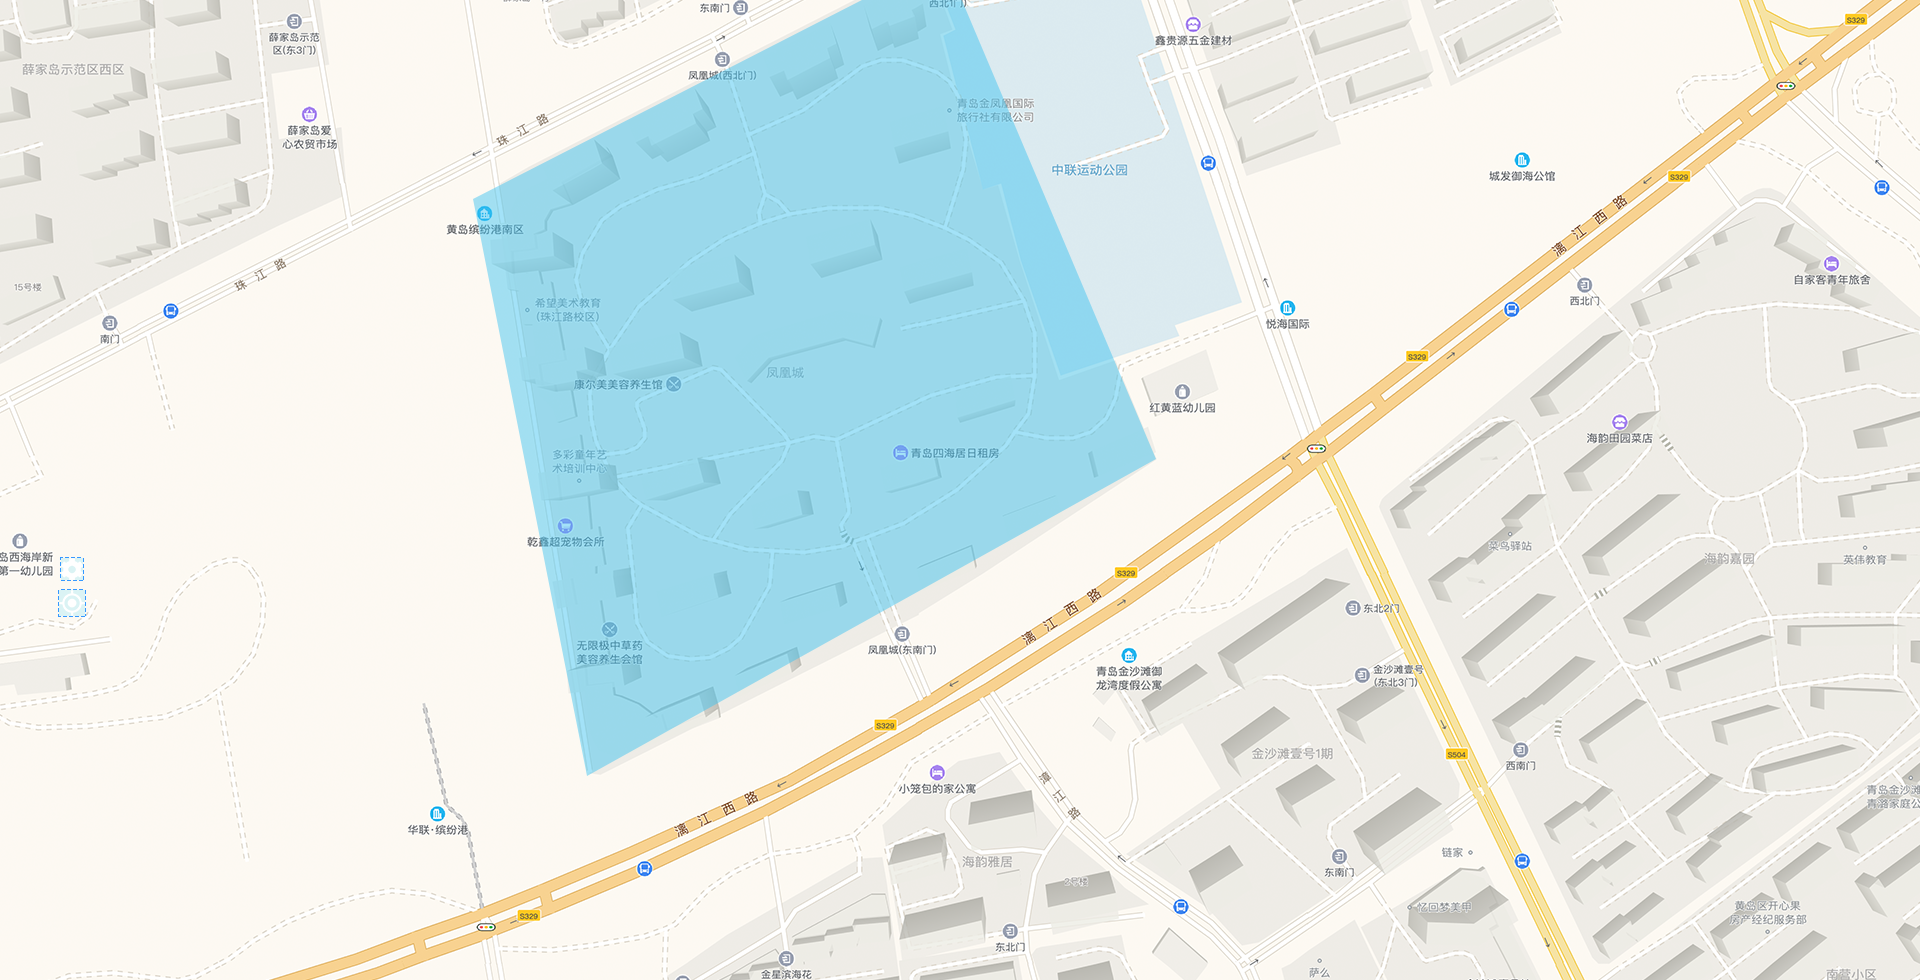 东南门
西北门
薛家岛示范
区(东3门)
薛家岛示范区西区
鑫贵源五金建材
S329
凤凰城(西北门)
青岛金凤凰国际
旅行社有限公司
薛家岛爱
心农贸市场
珠江路
中联运动公园
城发御海公馆
S329
黄岛缤纷港南区
漓江西路
珠江路
15号楼
南门
希望美术教育
(珠江路校区)
自家客青年旅舍
西北门
悦海国际
S329
凤凰城
康尔美美容养生馆
红黄蓝幼儿园
海韵田园菜店
多彩童年艺
术培训中心
青岛四海居日租房
乾鑫超宠物会所
岛西海岸新
第一幼儿园
菜鸟驿站
海韵嘉园
英伟教育
S329
漓江西路
东北2门
无限极中草药
美容养生会馆
凤凰城(东南门)
青岛金沙滩御
龙湾度假公寓
金沙滩壹号
(东北3门)
S329
金沙滩壹号1期
S504
西南门
小笼包的家公寓
漳江路
青岛金沙滩
青潞家庭公
漓江西路
华联·缤纷港
海韵雅居
链家
东南门
忆回梦美甲
黄岛区开心果
房产经纪服务部
S329
东北门
金星滨海花
萨么
南营小区